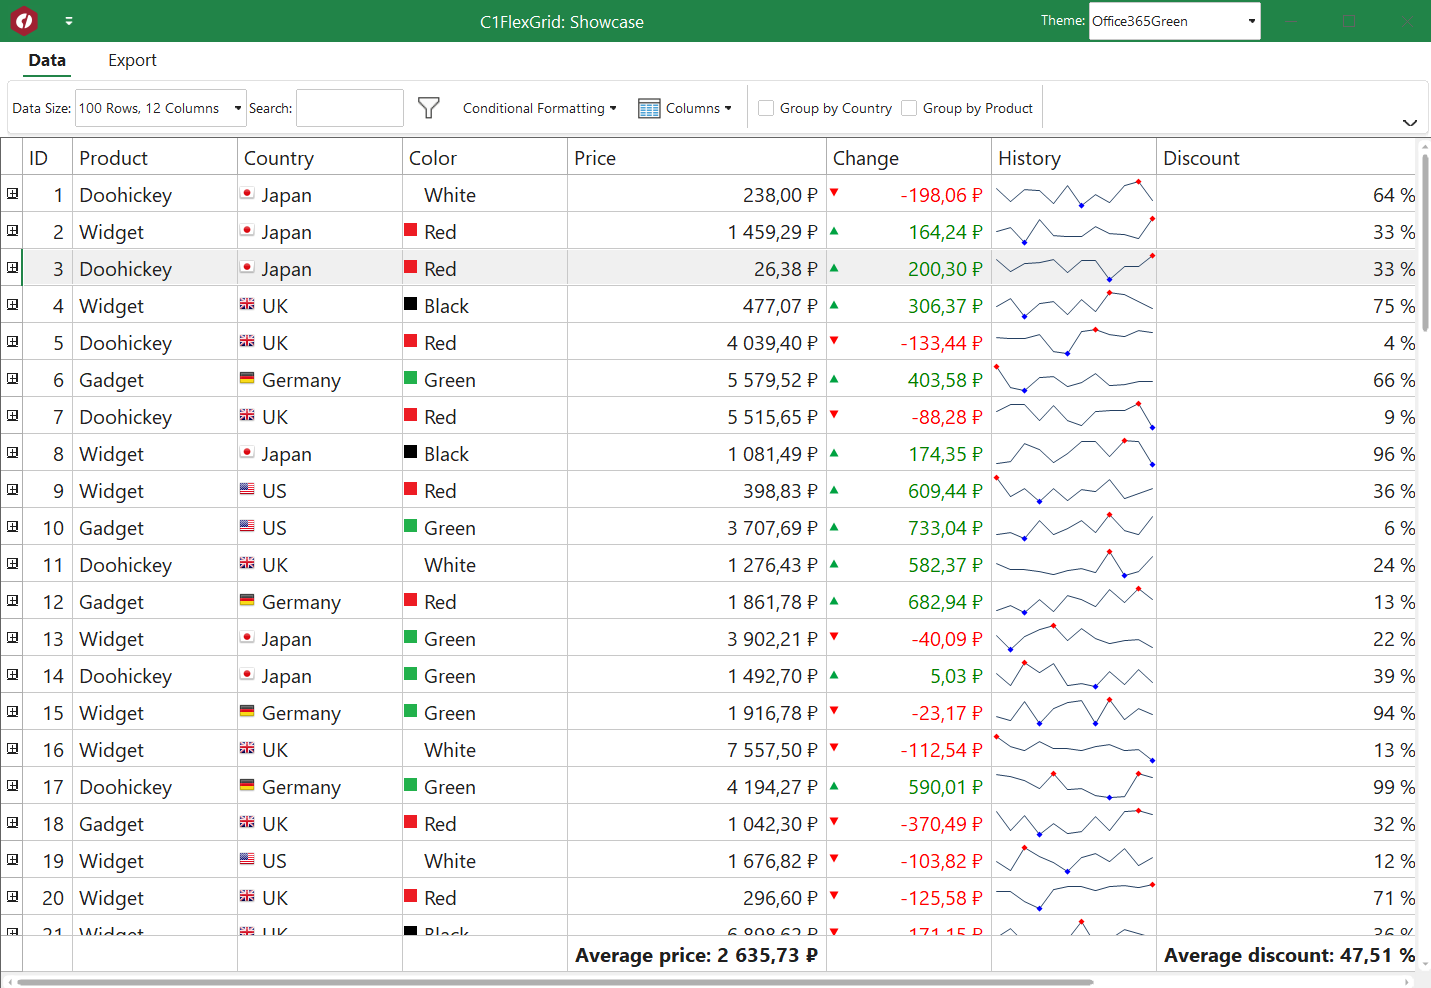 C1FlexGrid: Showcase
Theme: Office365Green
Data Export
Data Size: 100 Rows, 12 Columns Search: Conditional Formatting Columns Group by Country Group by Product
ID Product Country Color Price Change History Discount
1 Doohickey Japan White 238,00 ₽ -198,06 ₽ 64 %
2 Widget Japan Red 1 459,29 ₽ 164,24 ₽ 33 %
3 Doohickey Japan Red 26,38 ₽ 200,30 ₽ 33 %
4 Widget UK Black 477,07 ₽ 306,37 ₽ 75 %
5 Doohickey UK Red 4 039,40 ₽ -133,44 ₽ 4 %
6 Gadget Germany Green 5 579,52 ₽ 403,58 ₽ 66 %
7 Doohickey UK Red 5 515,65 ₽ -88,28 ₽ 9 %
8 Widget Japan Black 1 081,49 ₽ 174,35 ₽ 96 %
9 Widget US Red 398,83 ₽ 609,44 ₽ 36 %
10 Gadget US Green 3 707,69 ₽ 733,04 ₽ 6 %
11 Doohickey UK White 1 276,43 ₽ 582,37 ₽ 24 %
12 Gadget Germany Red 1 861,78 ₽ 682,94 ₽ 13 %
13 Widget Japan Green 3 902,21 ₽ -40,09 ₽ 22 %
14 Doohickey Japan Green 1 492,70 ₽ 5,03 ₽ 39 %
15 Widget Germany Green 1 916,78 ₽ -23,17 ₽ 94 %
16 Widget UK White 7 557,50 ₽ -112,54 ₽ 13 %
17 Doohickey Germany Green 4 194,27 ₽ 590,01 ₽ 99 %
18 Gadget UK Red 1 042,30 ₽ -370,49 ₽ 32 %
19 Widget US White 1 676,82 ₽ -103,82 ₽ 12 %
20 Widget UK Red 296,60 ₽ -125,58 ₽ 71 %
21 Widget UK Black 6 898,62 ₽ -171,15 ₽ 36 %
Average price: 2 635,73 ₽ Average discount: 47,51 %